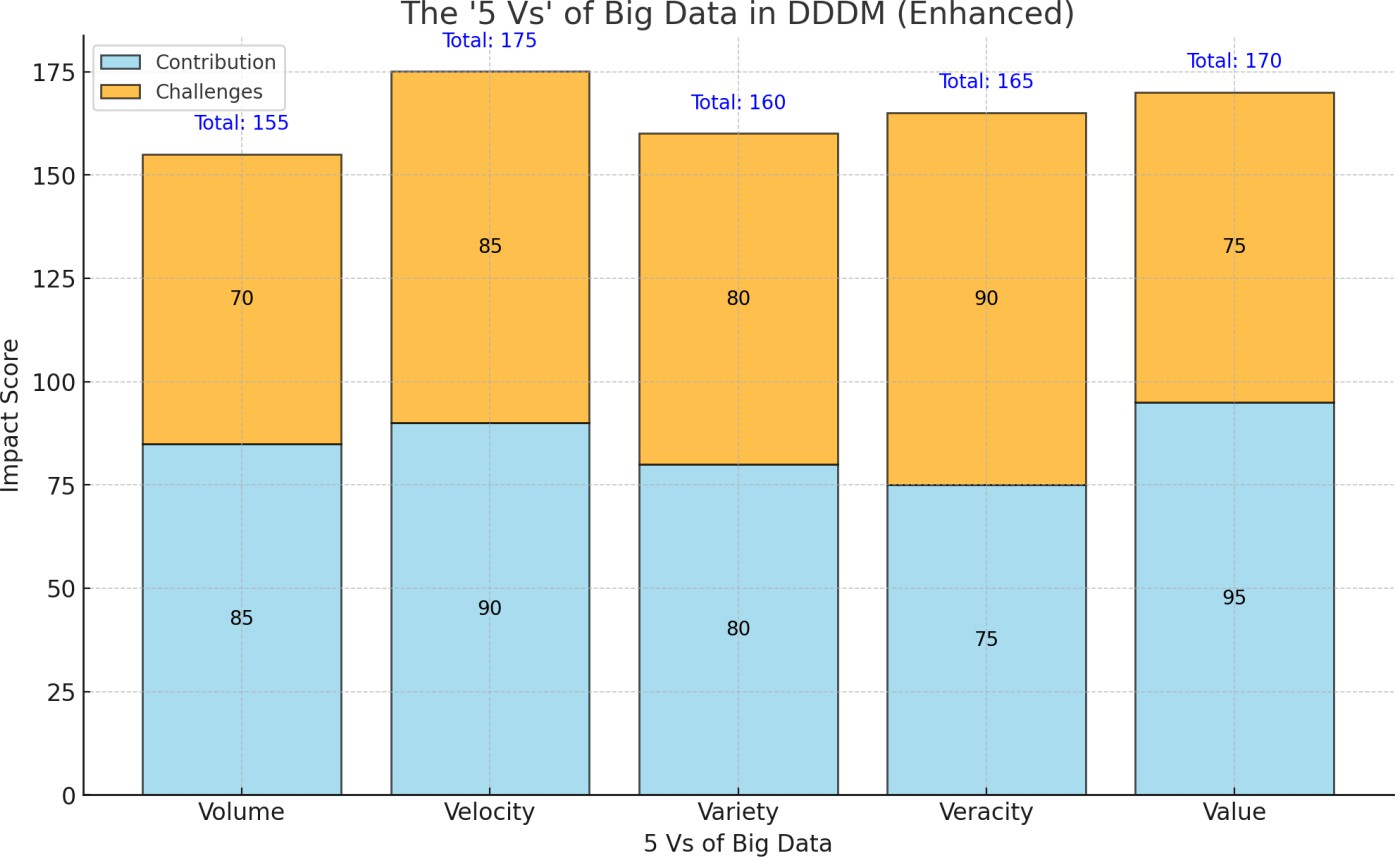 The '5 Vs' of Big Data in DDDM (Enhanced)
Contribution
Challenges
Total: 155
Total: 175
Total: 160
Total: 165
Total: 170
Impact Score
175
150
125
100
75
50
25
0
70
85
80
90
75
85
90
80
75
95
Volume
Velocity
Variety
Veracity
Value
5 Vs of Big Data